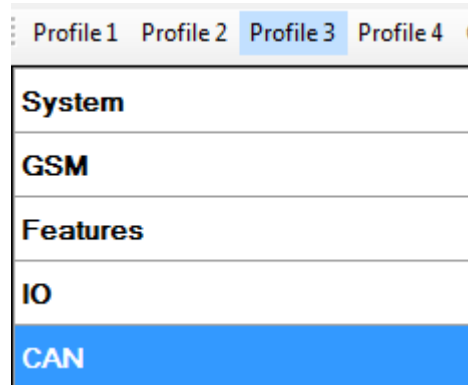 Profile 1 Profile 2 Profile 3 Profile 4
System
GSM
Features
IO
CAN